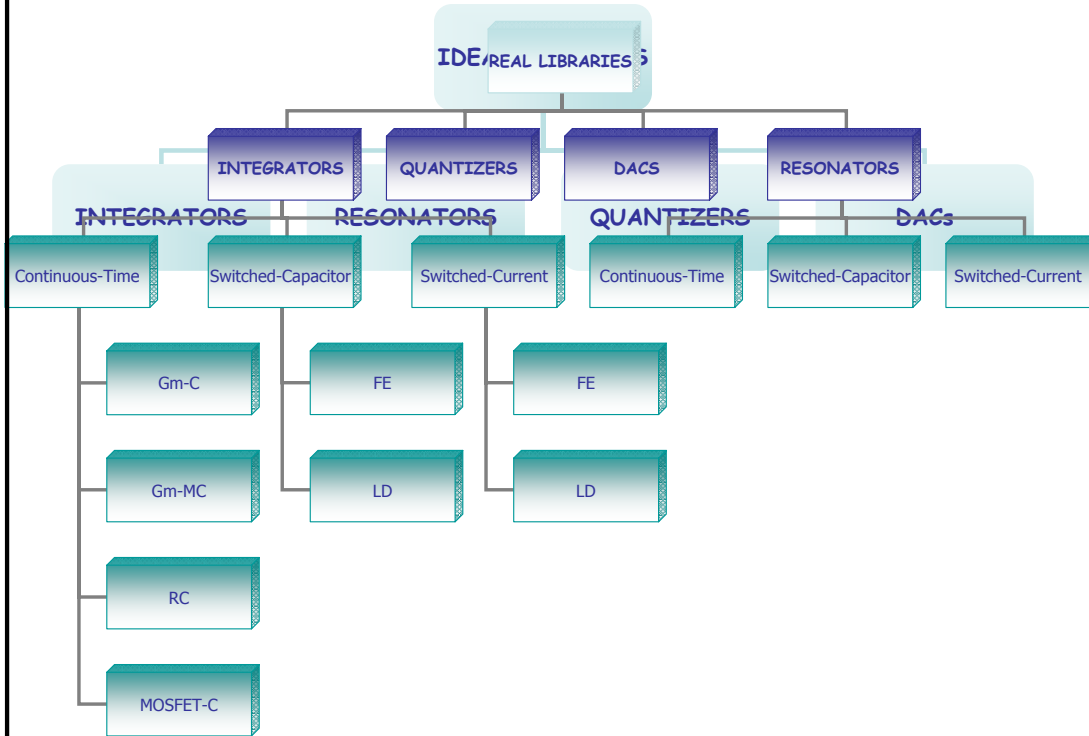 REAL LIBRARIES
INTEGRATORS QUANTIZERS DACS RESONATORS
INTEGRATORS RESONATORS QUANTIZERS DACs
Continuous-Time Switched-Capacitor Switched-Current Continuous-Time Switched-Capacitor Switched-Current
Gm-C FE FE
Gm-MC LD LD
RC
MOSFET-C